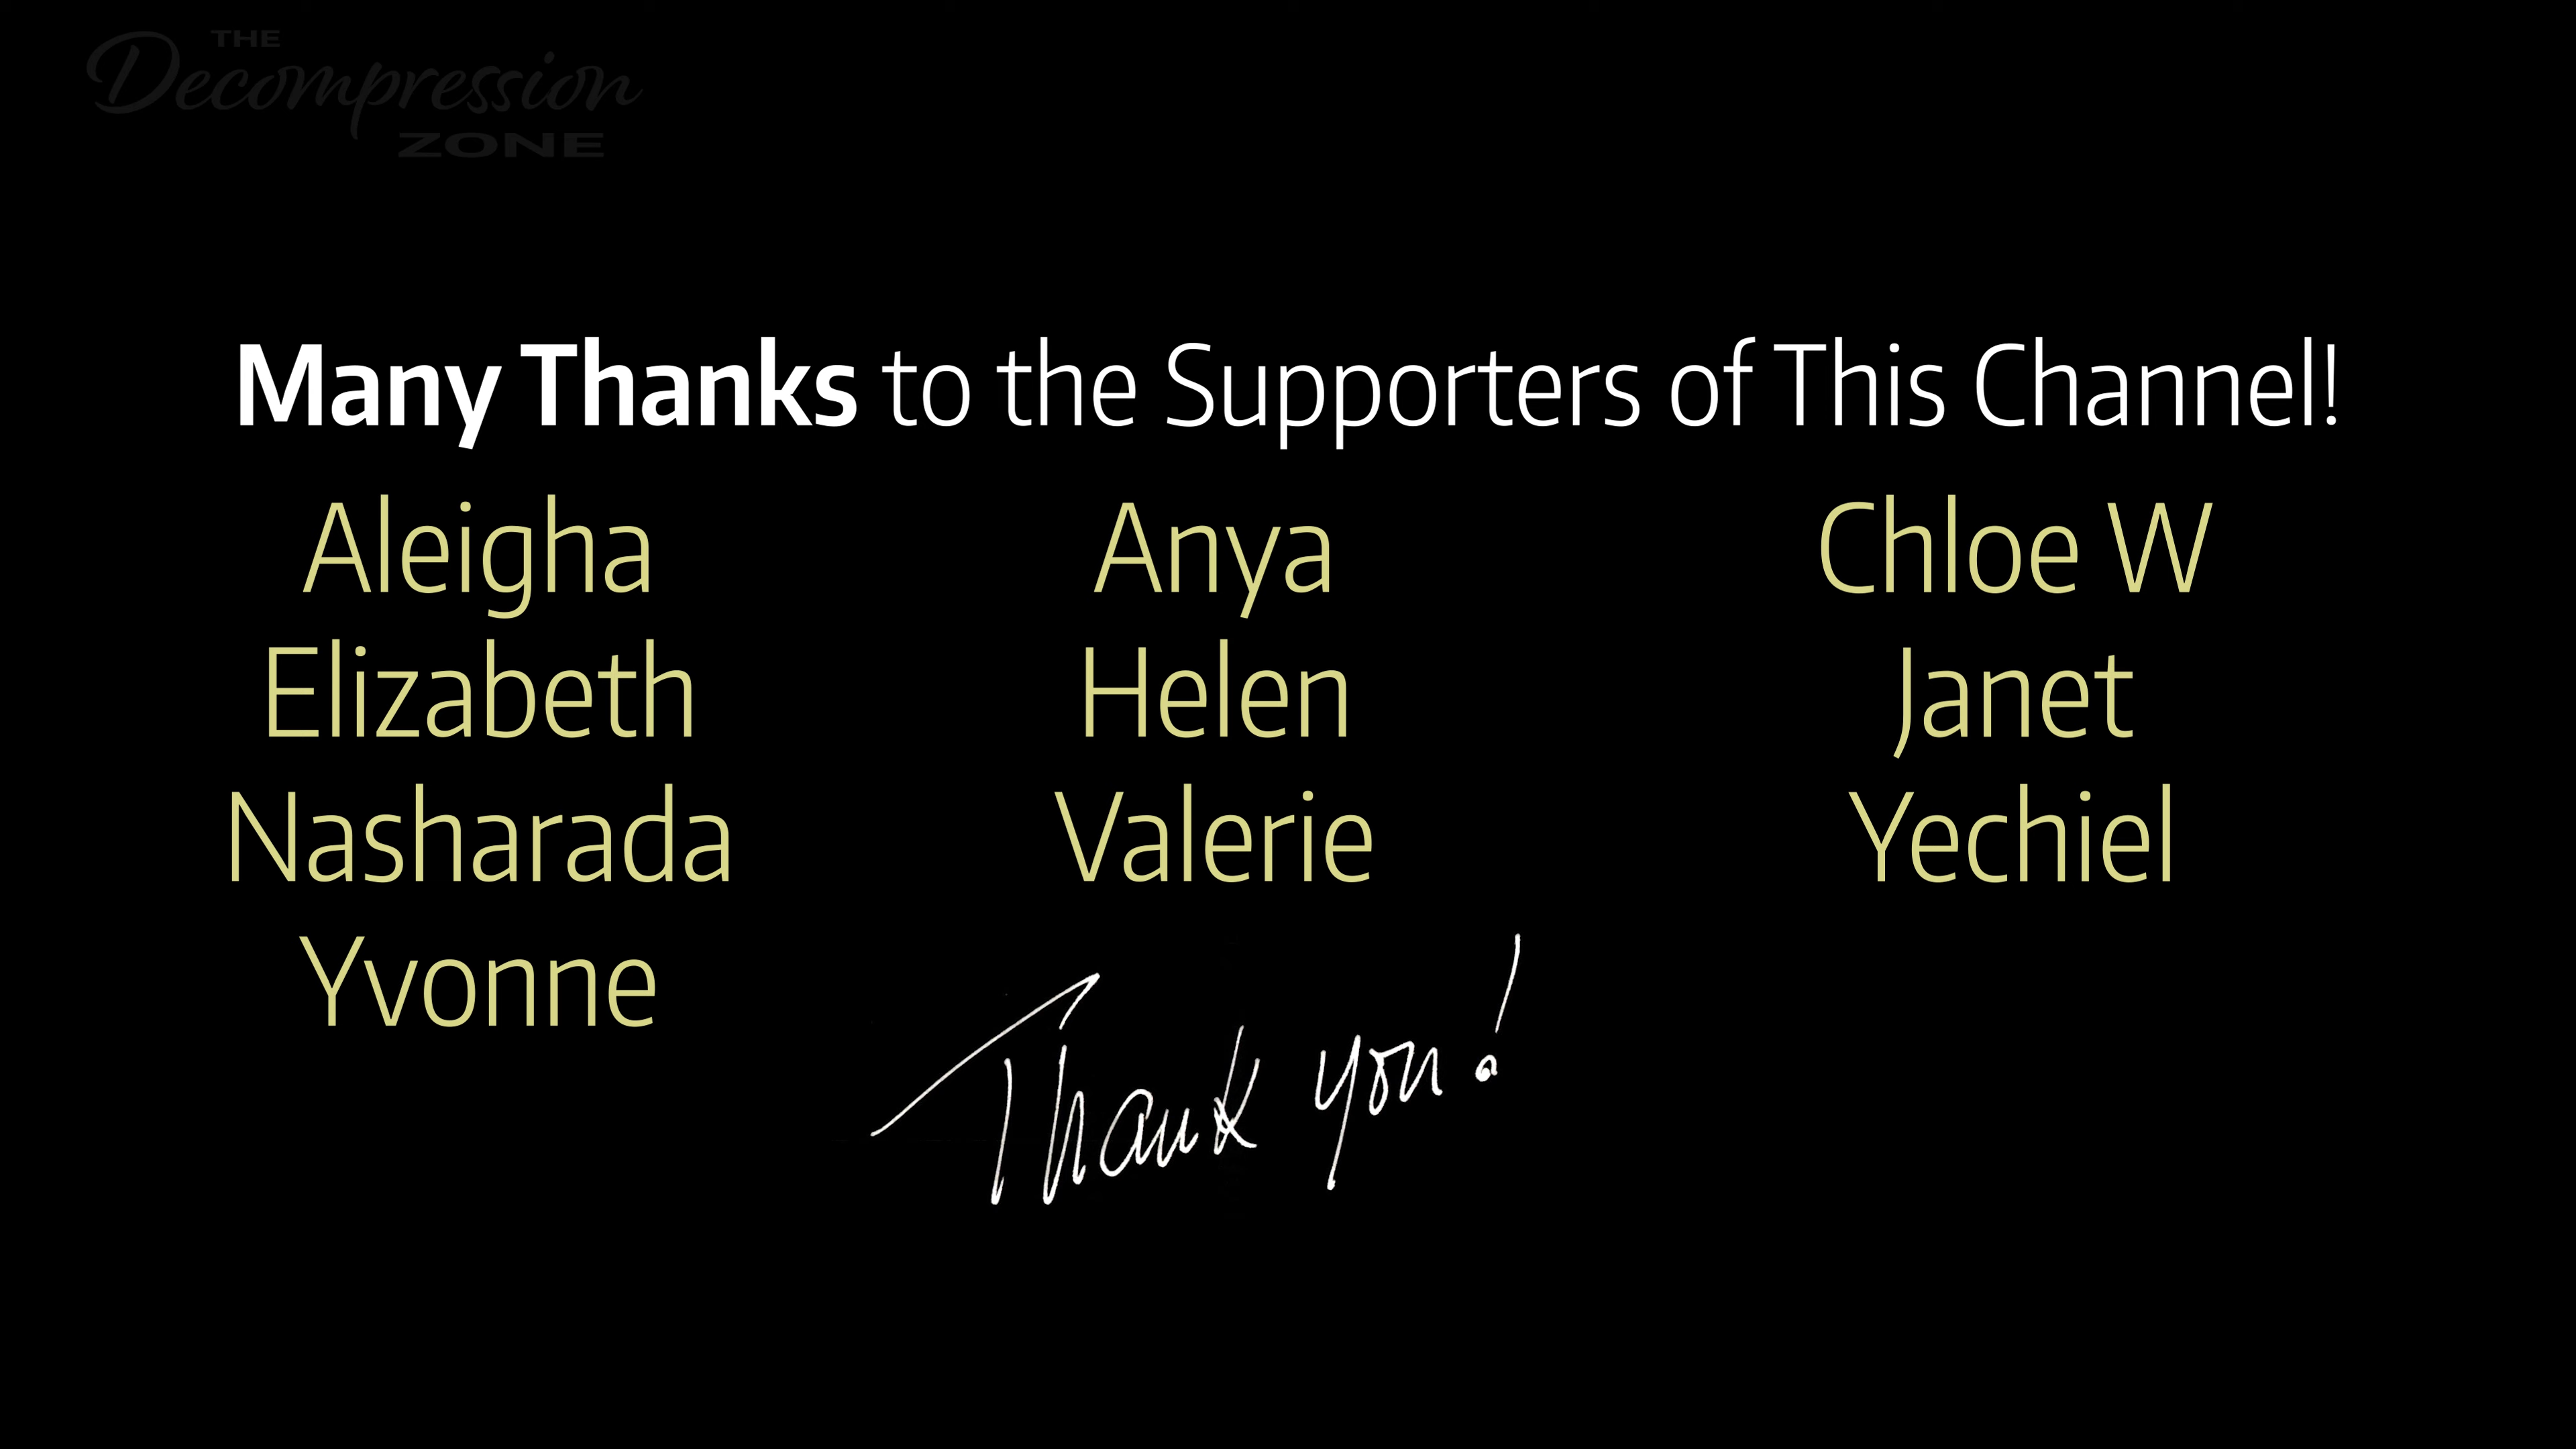 THE
Decompression
ZONE
Many Thanks to the Supporters of This Channel!
Aleigha Anya Chloe W
Elizabeth Helen Janet
Nasharada Valerie Yechiel
Yvonne
Thank you!